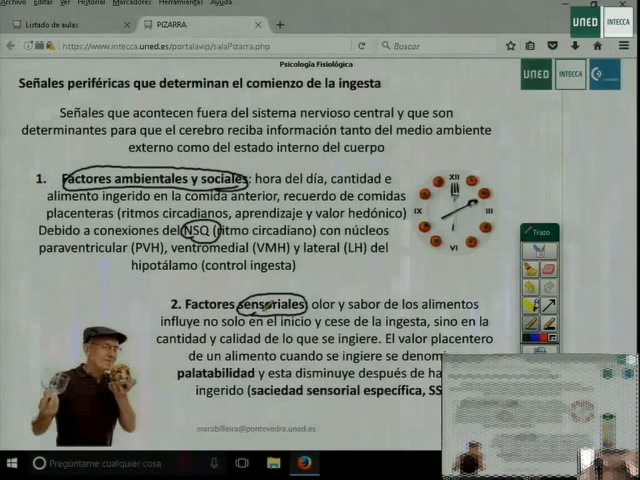 Archivo Editar Ver Historial Marcadores Herramientas Ayuda
UNED INTECCA
Listado de aulas
PIZARRA
https://www.intecca.uned.es/portalavip/salaPizarra.php
Buscar
Psicología Fisiológica
Señales periféricas que determinan el comienzo de la ingesta
UNED INTECCA
Señales que acontecen fuera del sistema nervioso central y que son
determinantes para que el cerebro reciba información tanto del medio ambiente
externo como del estado interno del cuerpo
1. Factores ambientales y sociales: hora del día, cantidad e
alimento ingerido en la comida anterior, recuerdo de comidas
placenteras (ritmos circadianos, aprendizaje y valor hedónico)
Debido a conexiones del NSQ (ritmo circadiano) con núcleos
paraventricular (PVH), ventromedial (VMH) y lateral (LH) del
hipotálamo (control ingesta)
XII
IX
III
VI
Trazo
2. Factores sensoriales: olor y sabor de los alimentos
influye no solo en el inicio y cese de la ingesta, sino en la
cantidad y calidad de lo que se ingiere. El valor placentero
de un alimento cuando se ingiere se denomi
palatabilidad y esta disminuye después de ha
ingerido (saciedad sensorial específica, SS
marabilleira@pontevedra.uned.es
Pregúntame cualquier cosa